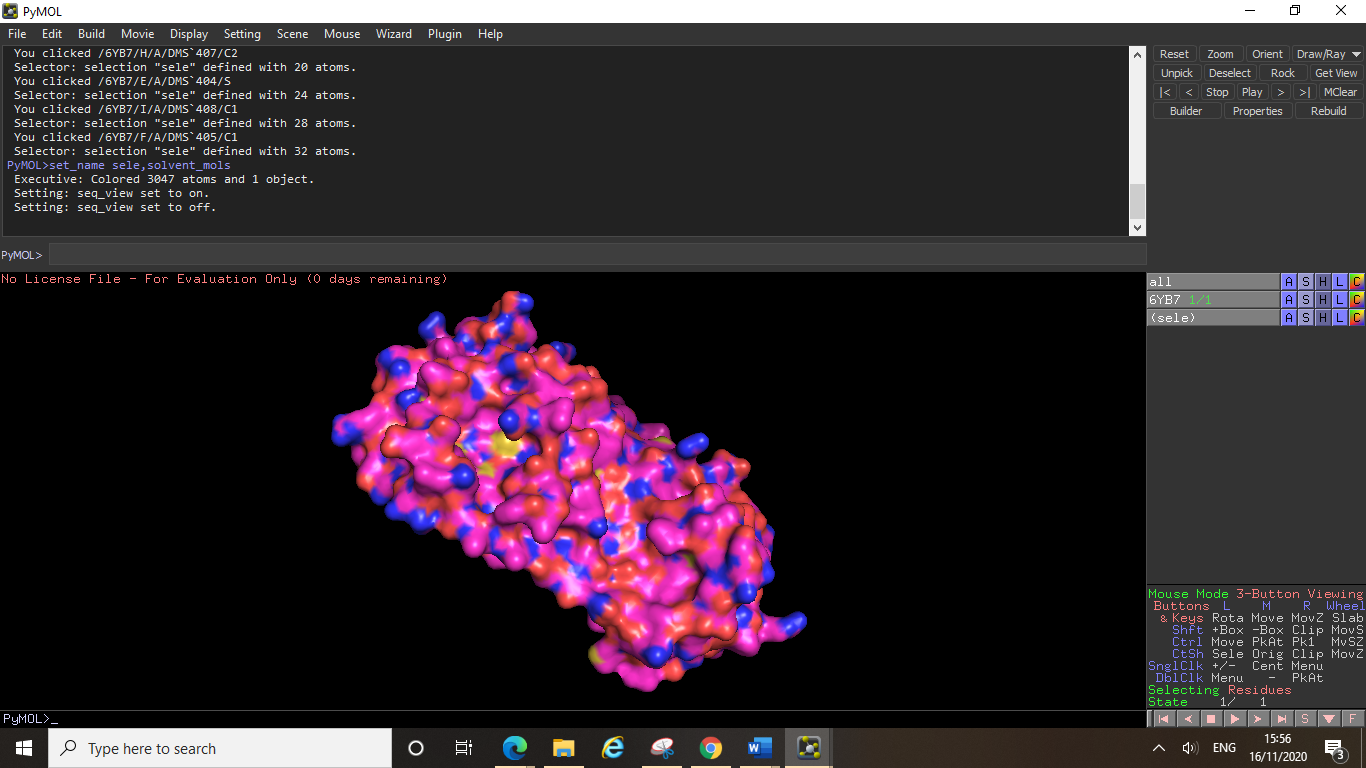 PyMOL
File Edit Build Movie Display Setting Scene Mouse Wizard Plugin Help
You clicked /6YB7/H/A/DMS`407/C2
Selector: selection "sele" defined with 20 atoms.
You clicked /6YB7/E/A/DMS`404/S
Selector: selection "sele" defined with 24 atoms.
You clicked /6YB7/I/A/DMS`408/C1
Selector: selection "sele" defined with 28 atoms.
You clicked /6YB7/F/A/DMS`405/C1
Selector: selection "sele" defined with 32 atoms.
PyMOL>set_name sele,solvent_mols
Executive: Colored 3047 atoms and 1 object.
Setting: seq_view set to on.
Setting: seq_view set to off.
PyMOL>
Reset Zoom Orient Draw/Ray
Unpick Deselect Rock Get View
|< < Stop Play > >| MClear
Builder Properties Rebuild
No License File - For Evaluation Only (0 days remaining)
all A S H L C
6YB7 1/1 A S H L C
(sele) A S H L C
Mouse Mode 3-Button Viewing
Buttons L M R Wheel
& Keys Rota Move MovZ Slab
Shft +Box -Box Clip MovS
Ctrl Move PkAt Pk1 MvSZ
CtSh Sele Orig Clip MovZ
SnglClk +/- Cent Menu
DblClk Menu - PkAt
Selecting Residues
State 1/ 1
S F
PyMOL>_
Type here to search
ENG
15:56
16/11/2020
3